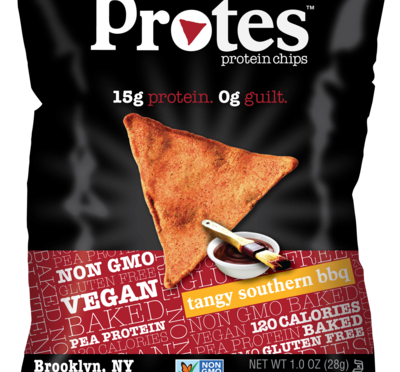 Protes™
protein chips
15g protein. 0g guilt.
tangy southern bbq
NON GMO
GLUTEN FREE
VEGAN
BAKED
PEA PROTEIN
120 CALORIES
BAKED
GLUTEN FREE
Brooklyn, NY
NON
GMO
NET WT 1.0 OZ (28g)